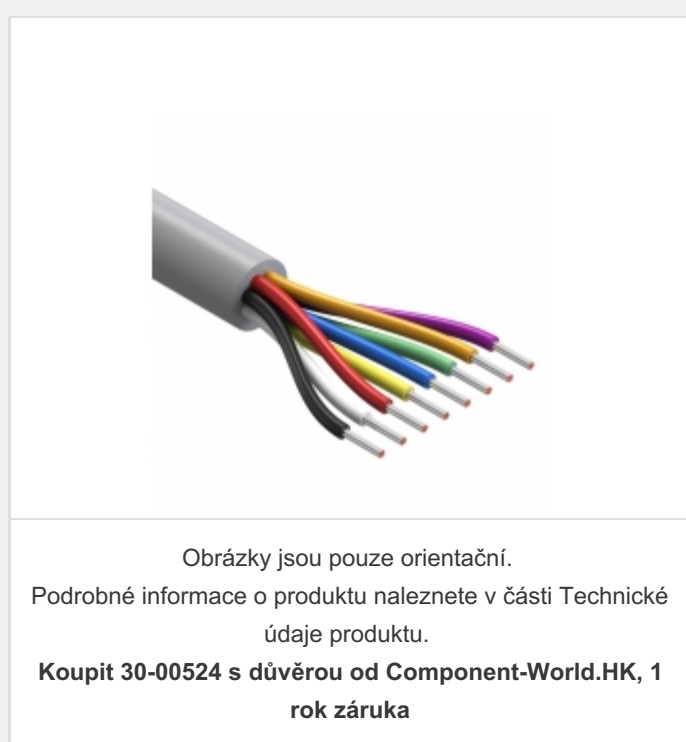 Obrázky jsou pouze orientační.
Podrobné informace o produktu naleznete v části Technické
údaje produktu.
Koupit 30-00524 s důvěrou od Component-World.HK, 1
rok záruka